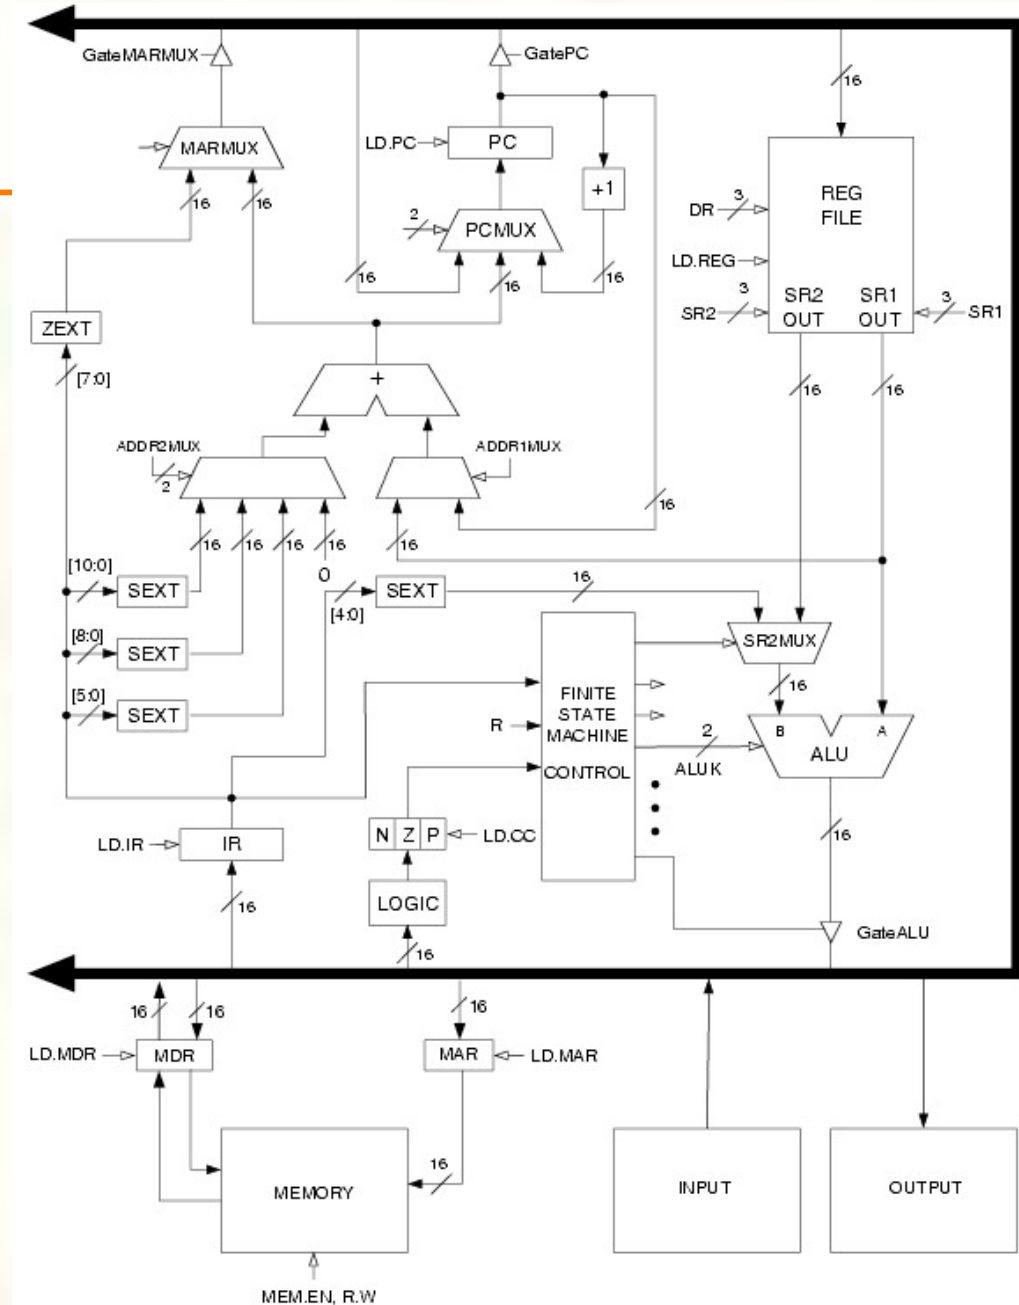 GateMARMUX
GatePC
16
LD.PC
PC
MARMUX
+1
REG
FILE
3
DR
16
16
2
PCMUX
LD.REG
16
16
16
3
SR2
SR2
OUT
SR1
OUT
3
SR1
ZEXT
[7:0]
+
16
16
ADDR2MUX
2
ADDR1MUX
16
16
16
16
16
16
[10:0]
SEXT
0
[4:0]
SEXT
16
[8:0]
SEXT
SR2MUX
[5:0]
SEXT
16
R
FINITE
STATE
MACHINE
CONTROL
2
ALUK
B
A
ALU
LD.IR
IR
N Z P
LD.CC
16
16
LOGIC
16
GateALU
16
16
16
LD.MDR
MDR
MAR
LD.MAR
16
MEMORY
INPUT
OUTPUT
MEM.EN, R.W